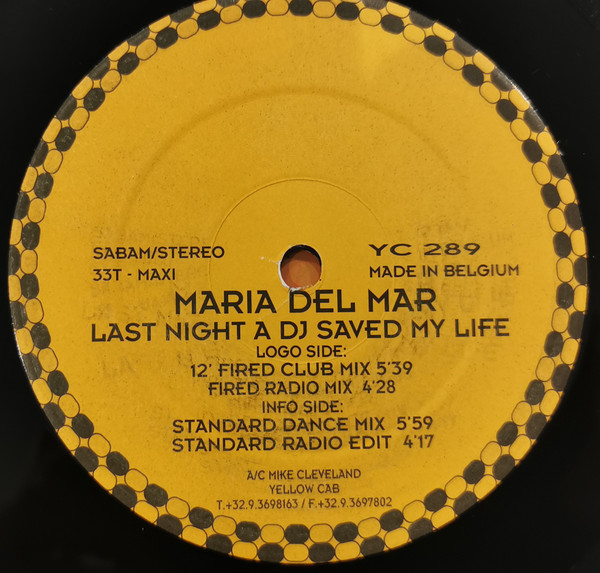 SABAM/STEREO
33T - MAXI
YC 289
MADE IN BELGIUM
MARIA DEL MAR
LAST NIGHT A DJ SAVED MY LIFE
LOGO SIDE:
12' FIRED CLUB MIX 5'39
FIRED RADIO MIX 4'28
INFO SIDE:
STANDARD DANCE MIX 5'59
STANDARD RADIO EDIT 4'17
A/C MIKE CLEVELAND
YELLOW CAB
T.+32.9.3698163 / F.+32.9.3697802